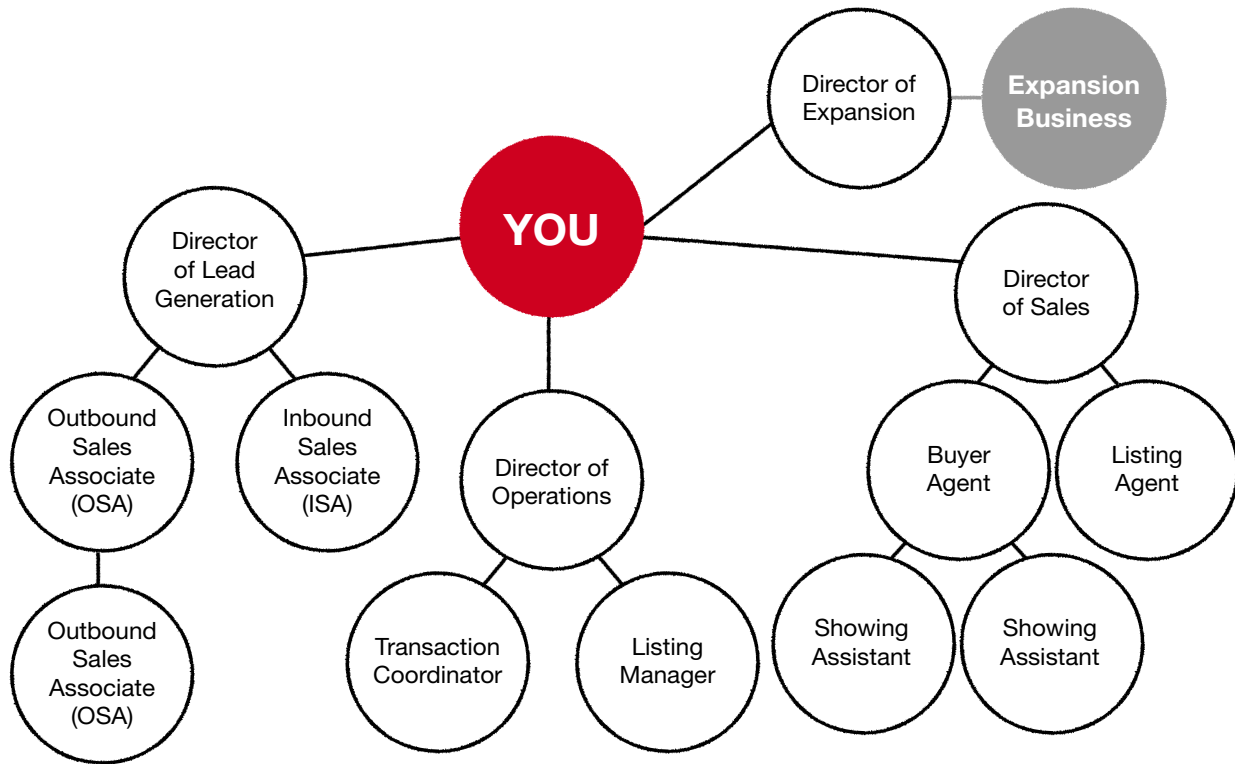 Director of
Expansion
Expansion
Business
YOU
Director
of Lead
Generation
Director
of Sales
Outbound
Sales
Associate
(OSA)
Inbound
Sales
Associate
(ISA)
Director of
Operations
Buyer
Agent
Listing
Agent
Outbound
Sales
Associate
(OSA)
Transaction
Coordinator
Listing
Manager
Showing
Assistant
Showing
Assistant